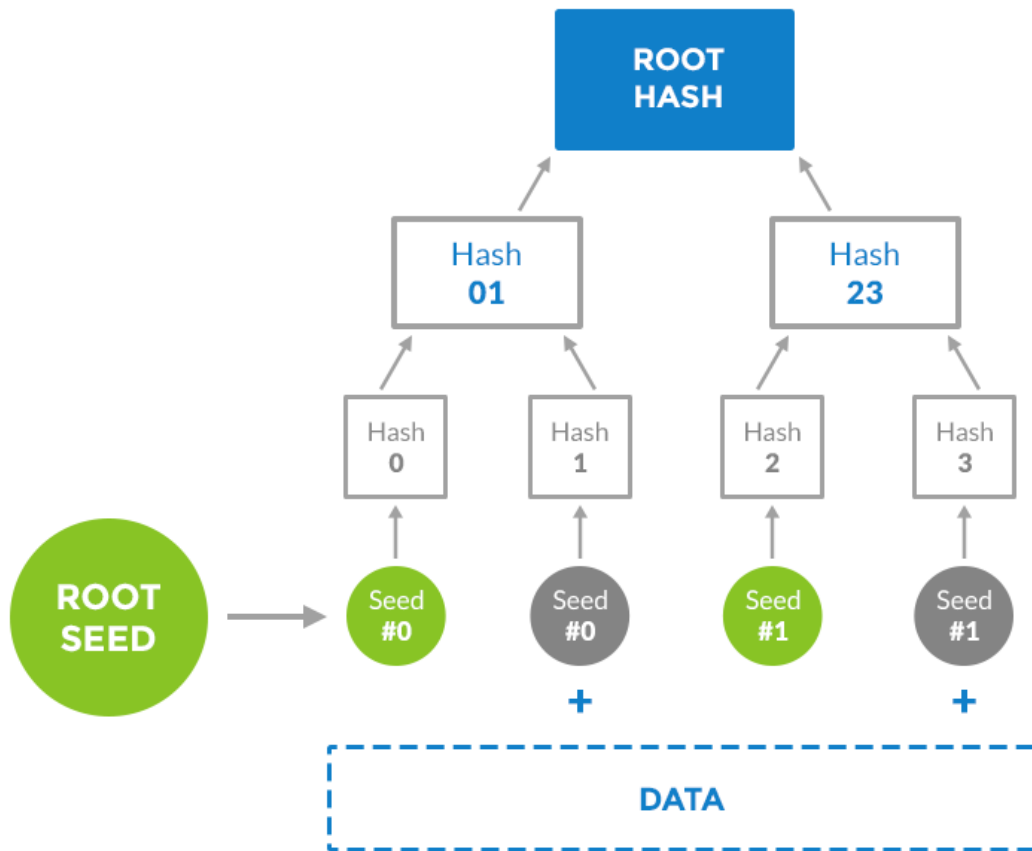 ROOT
HASH
Hash
01
Hash
23
Hash
0
Hash
1
Hash
2
Hash
3
ROOT
SEED
Seed
#0
Seed
#0
Seed
#1
Seed
#1
+
+
DATA